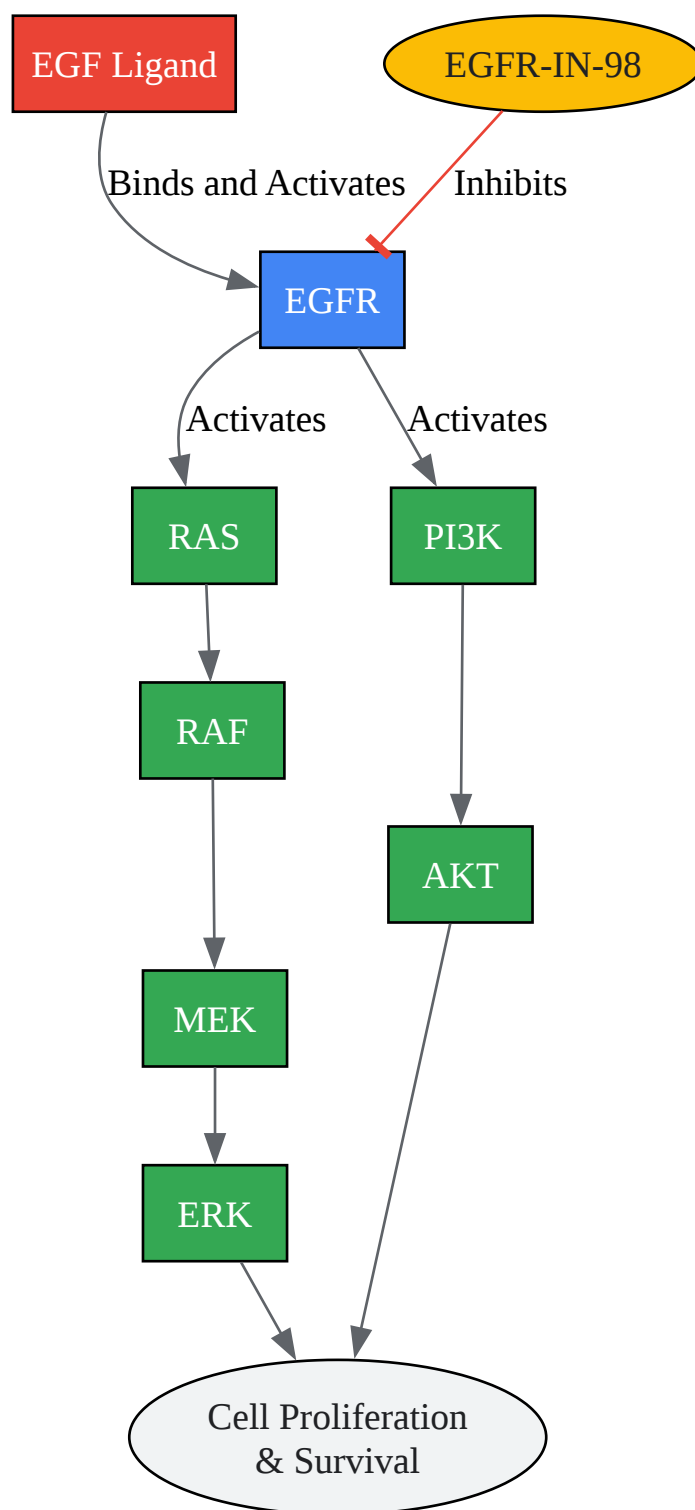 EGF Ligand
EGFR-IN-98
Binds and Activates
Inhibits
EGFR
Activates
Activates
RAS
PI3K
RAF
AKT
MEK
ERK
Cell Proliferation
& Survival